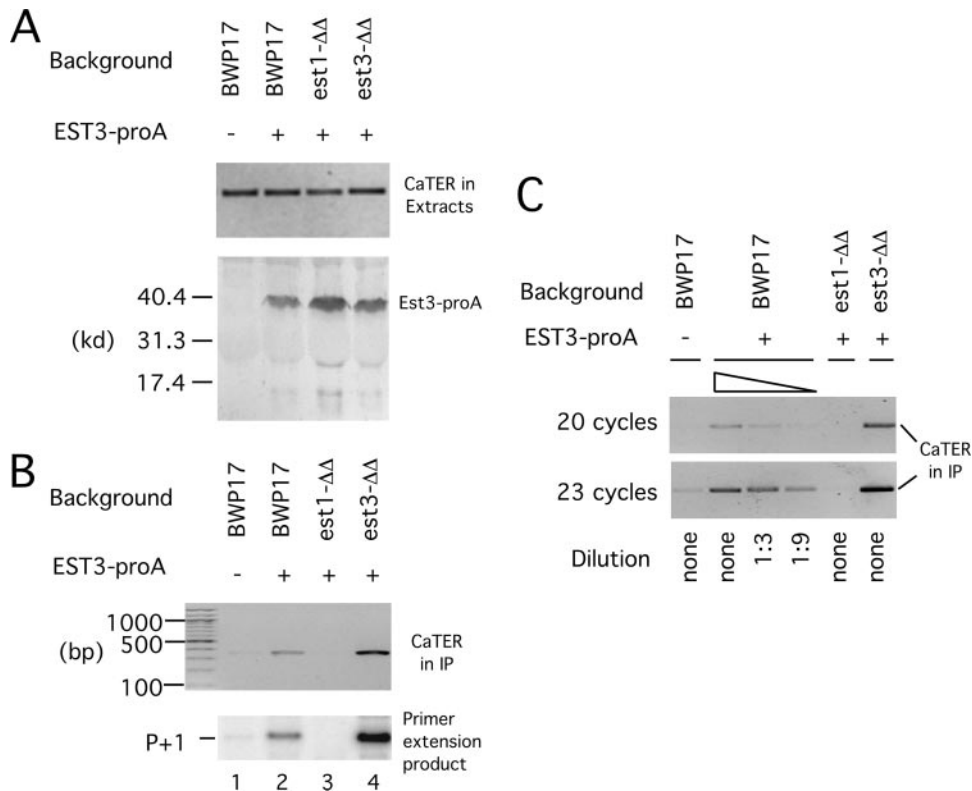 A
Background
BWP17
BWP17
est1-ΔΔ
est3-ΔΔ
EST3-proA
- + + +
CaTER in
Extracts
40.4
(kd) 31.3
17.4
Est3-proA
B
Background
BWP17
BWP17
est1-ΔΔ
est3-ΔΔ
EST3-proA
- + + +
1000
(bp) 500
100
CaTER
in IP
P+1
Primer
extension
product
1 2 3 4
C
Background
BWP17
BWP17
est1-ΔΔ
est3-ΔΔ
EST3-proA
- + + +
20 cycles
23 cycles
CaTER
in IP
Dilution
none
none
1:3
1:9
none
none